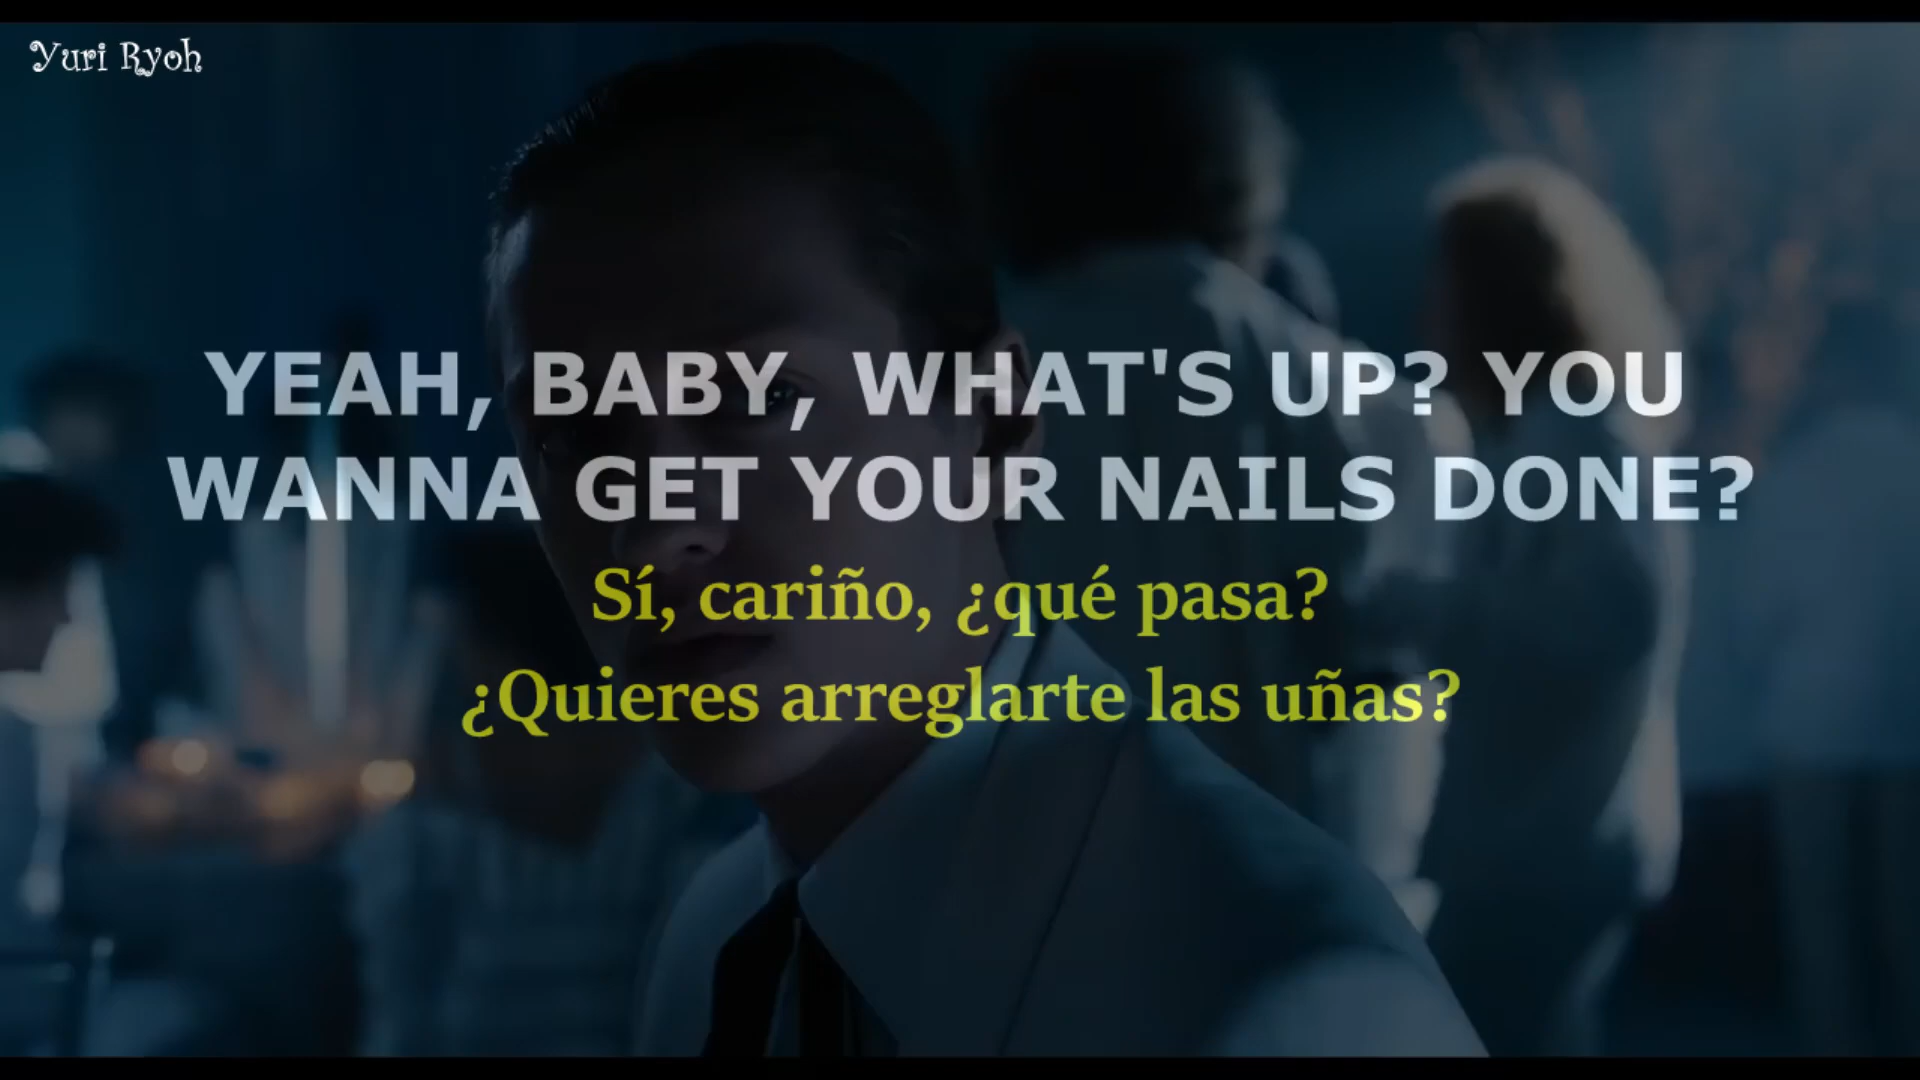 Yuri Ryoh
YEAH, BABY, WHAT'S UP? YOU
WANNA GET YOUR NAILS DONE?
Sí, cariño, ¿qué pasa?
¿Quieres arreglarte las uñas?